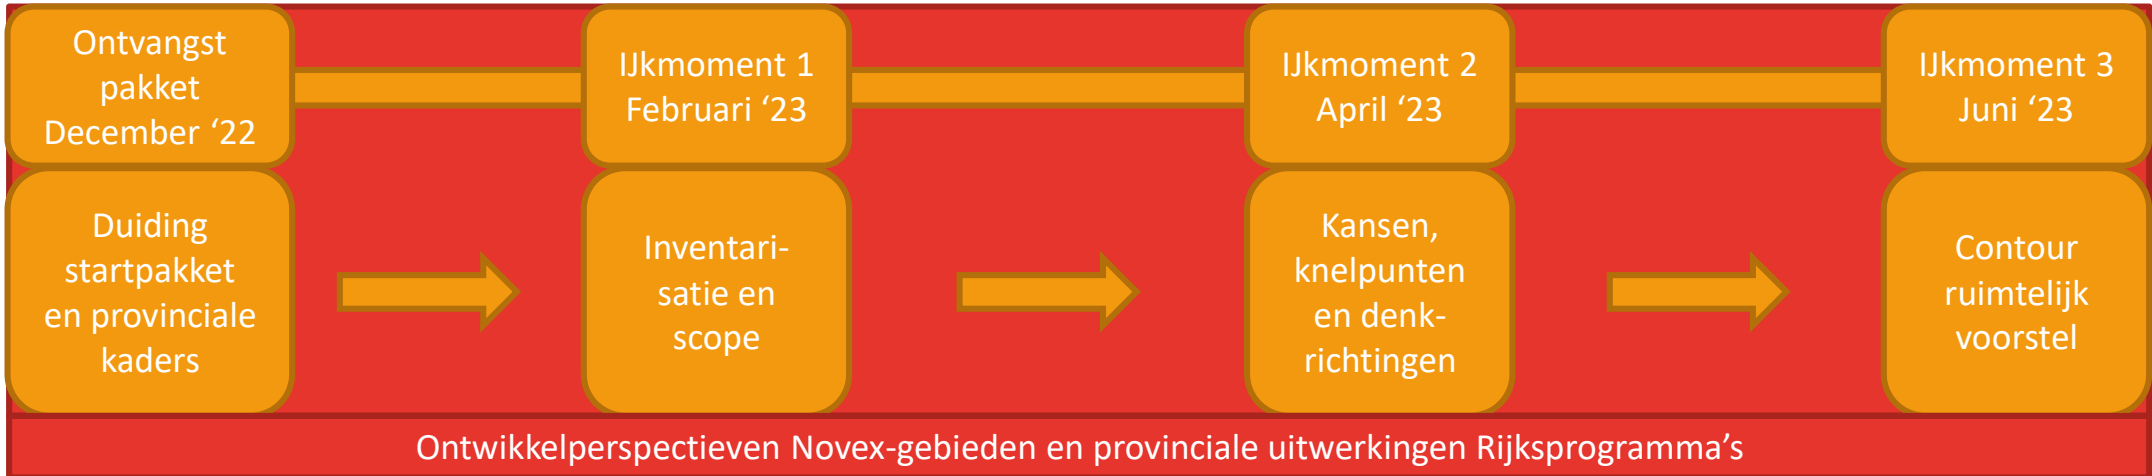 Ontvangst
pakket
December ‘22
IJkmoment 1
Februari ‘23
IJkmoment 2
April ‘23
IJkmoment 3
Juni ‘23
Duiding
startpakket
en provinciale
kaders
Inventari-
satie en
scope
Kansen,
knelpunten
en denk-
richtingen
Contour
ruimtelijk
voorstel
Ontwikkelperspectieven Novex-gebieden en provinciale uitwerkingen Rijksprogramma’s